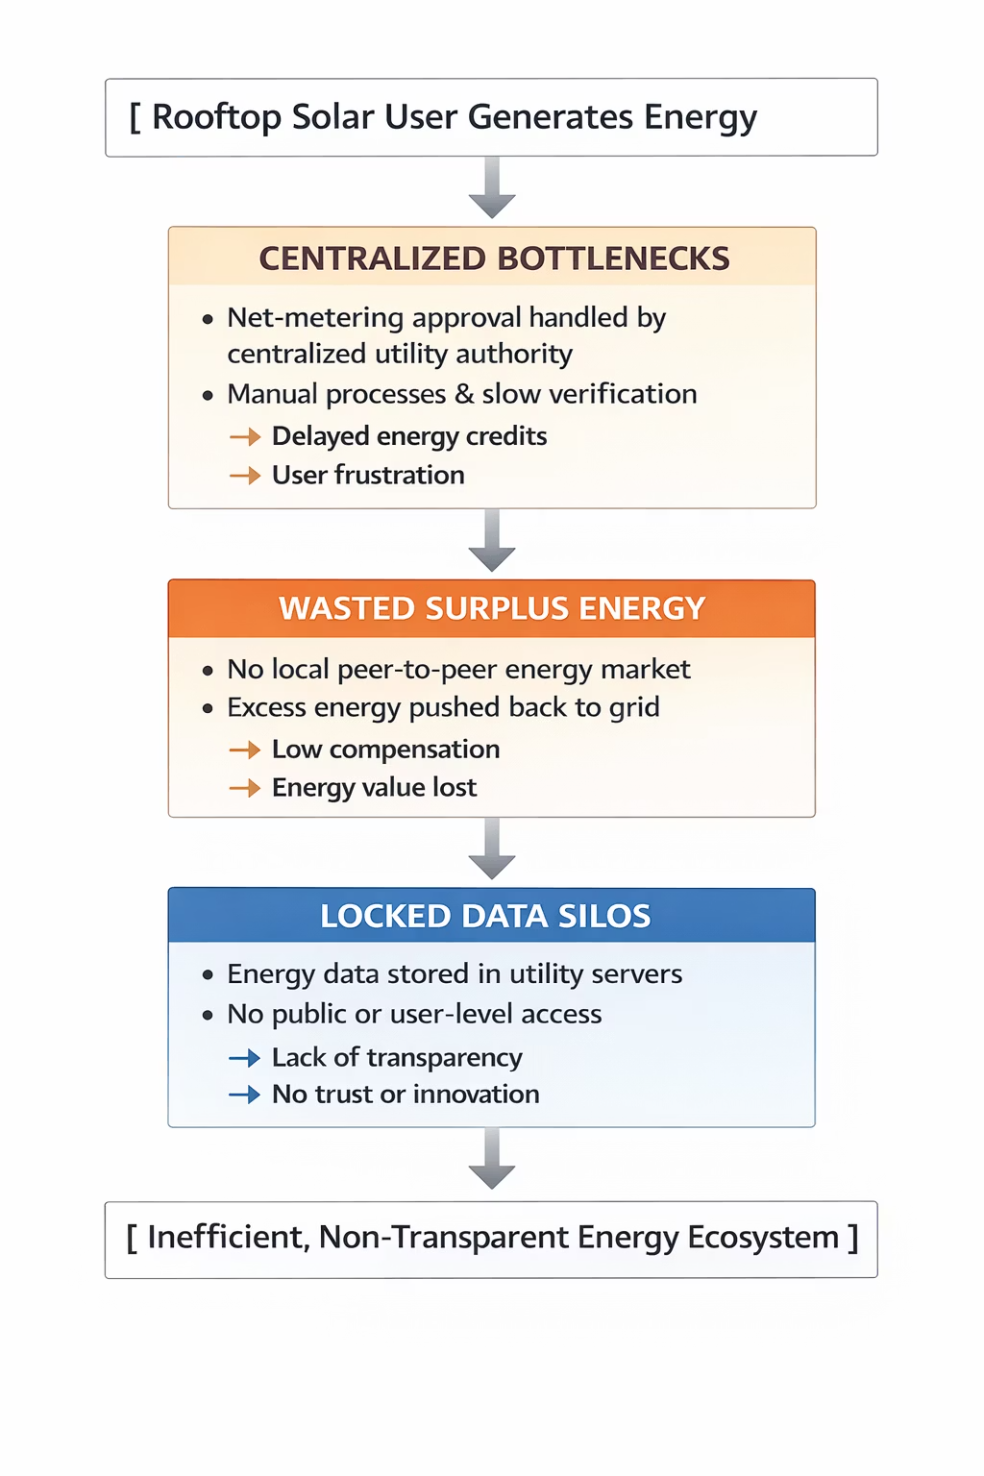 [ Rooftop Solar User Generates Energy
CENTRALIZED BOTTLENECKS
• Net-metering approval handled by
centralized utility authority
• Manual processes & slow verification
→ Delayed energy credits
→ User frustration
WASTED SURPLUS ENERGY
• No local peer-to-peer energy market
• Excess energy pushed back to grid
→ Low compensation
→ Energy value lost
LOCKED DATA SILOS
• Energy data stored in utility servers
• No public or user-level access
→ Lack of transparency
→ No trust or innovation
[ Inefficient, Non-Transparent Energy Ecosystem ]